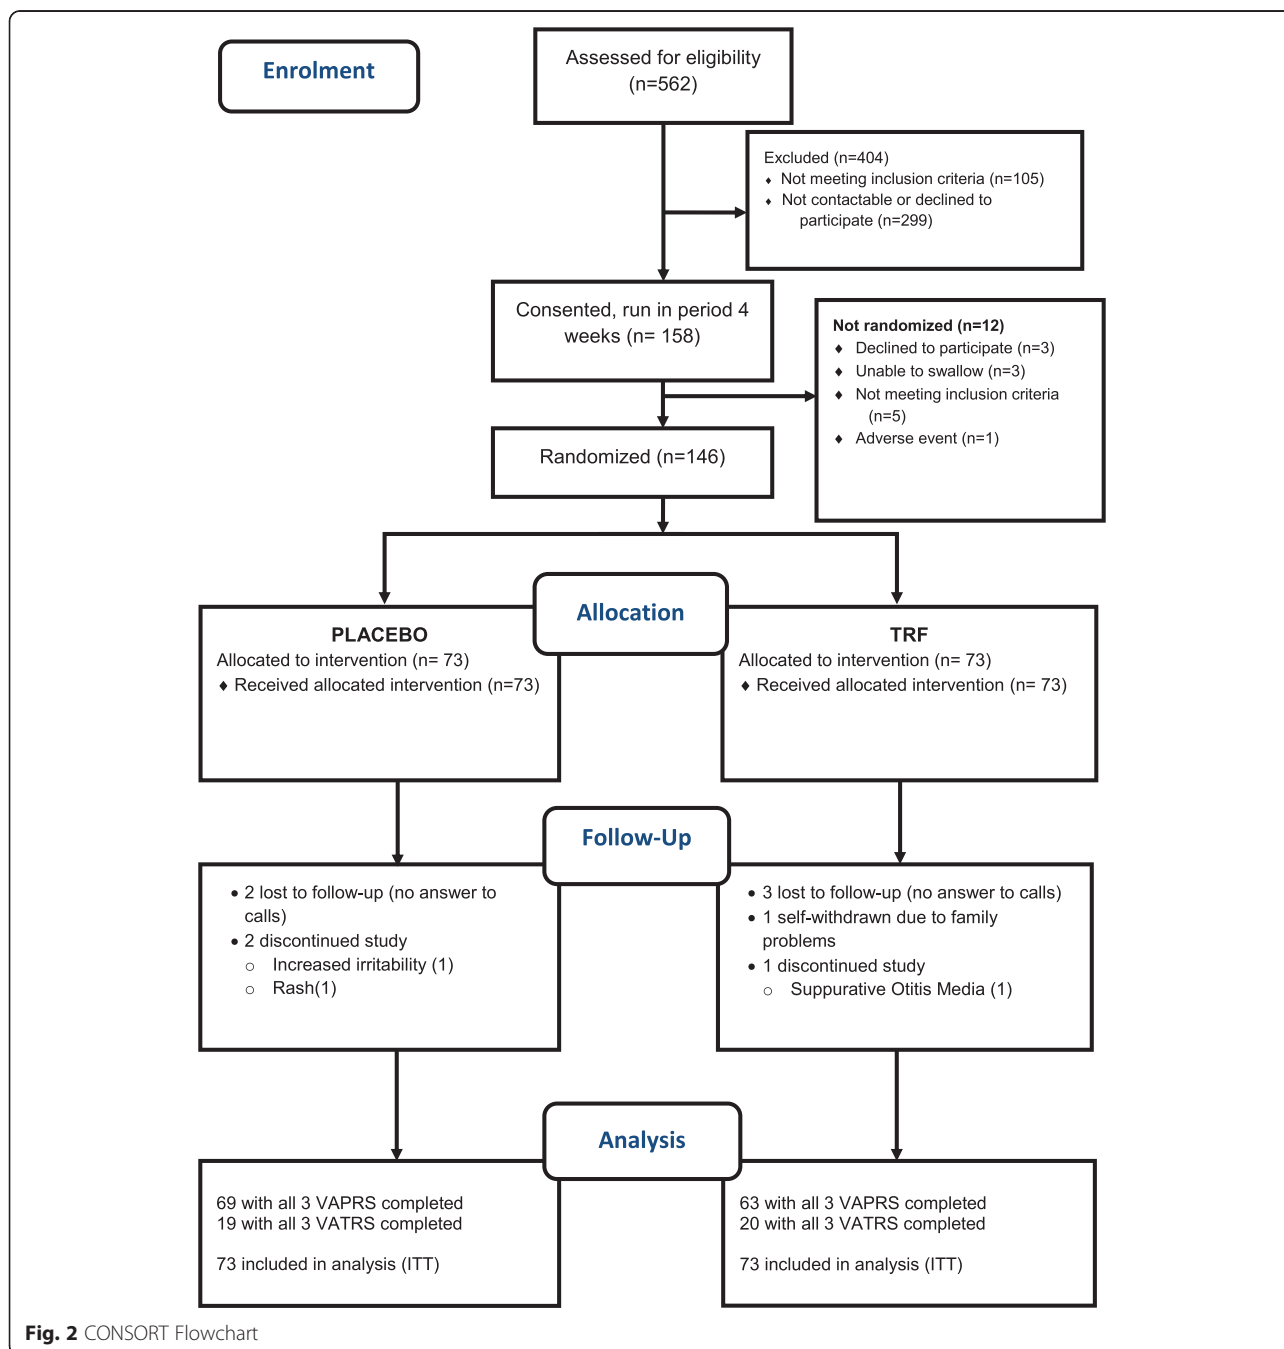 Enrolment
Assessed for eligibility
(n=562)
Excluded (n=404)
♦ Not meeting inclusion criteria (n=105)
♦ Not contactable or declined to
participate (n=299)
Consented, run in period 4
weeks (n= 158)
Not randomized (n=12)
♦ Declined to participate (n=3)
♦ Unable to swallow (n=3)
♦ Not meeting inclusion criteria
(n=5)
♦ Adverse event (n=1)
Randomized (n=146)
Allocation
PLACEBO
Allocated to intervention (n= 73)
♦ Received allocated intervention (n=73)
TRF
Allocated to intervention (n= 73)
♦ Received allocated intervention (n= 73)
Follow-Up
• 2 lost to follow-up (no answer to
calls)
• 2 discontinued study
○ Increased irritability (1)
○ Rash(1)
• 3 lost to follow-up (no answer to calls)
• 1 self-withdrawn due to family
problems
• 1 discontinued study
○ Suppurative Otitis Media (1)
Analysis
69 with all 3 VAPRS completed
19 with all 3 VATRS completed
73 included in analysis (ITT)
63 with all 3 VAPRS completed
20 with all 3 VATRS completed
73 included in analysis (ITT)
Fig. 2 CONSORT Flowchart